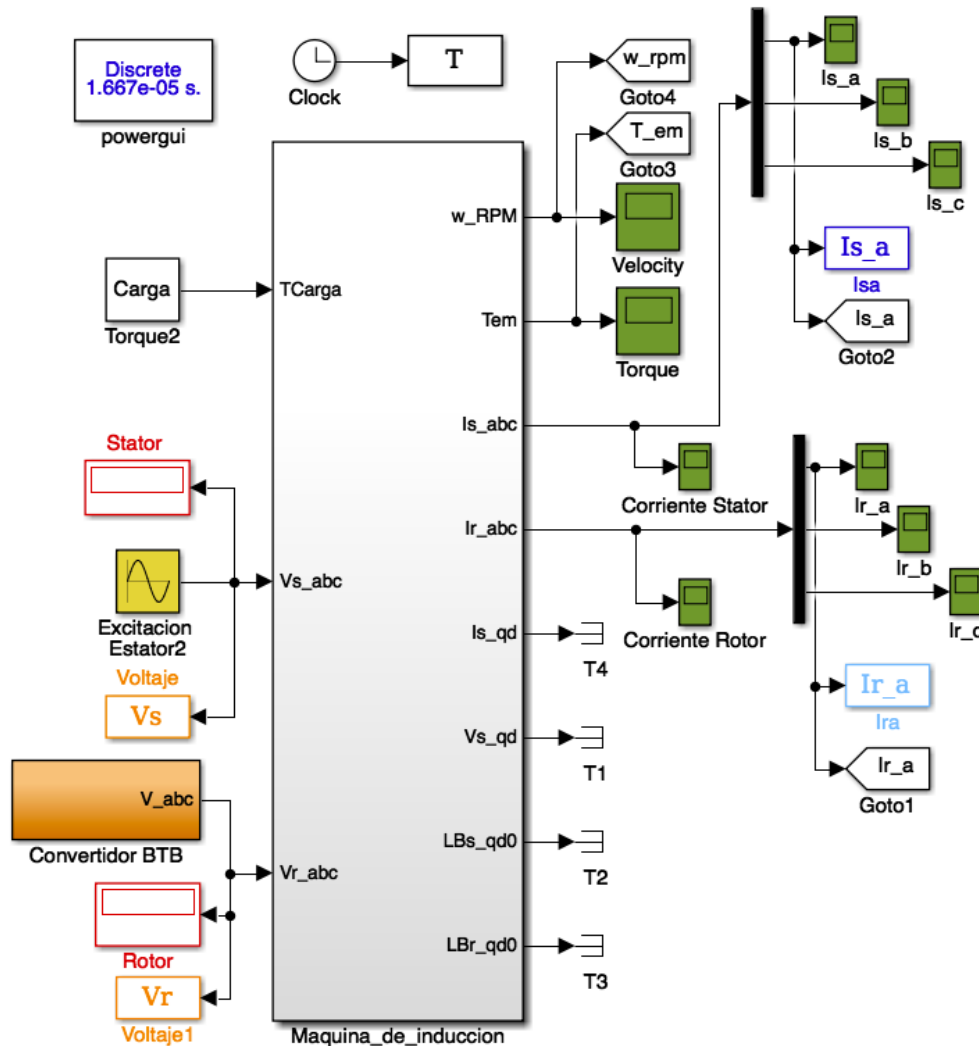 Discrete
1.667e-05 s.
powergui
Clock
T
w_rpm
Goto4
T_em
Goto3
Is_a
Is_b
Is_c
w_RPM
Velocity
Is_a
Isa
Carga
Torque2
TCarga
Tem
Torque
Is_a
Goto2
Is_abc
Stator
Corriente Stator
Ir_a
Ir_abc
Ir_b
Vs_abc
Excitacion
Estator2
Corriente Rotor
Is_qd
T4
Voltaje
Vs
Ir_a
Ira
Vs_qd
T1
V_abc
Convertidor BTB
Ir_a
Goto1
LBs_qd0
T2
Vr_abc
Rotor
LBr_qd0
T3
Vr
Voltaje1
Maquina_de_induccion